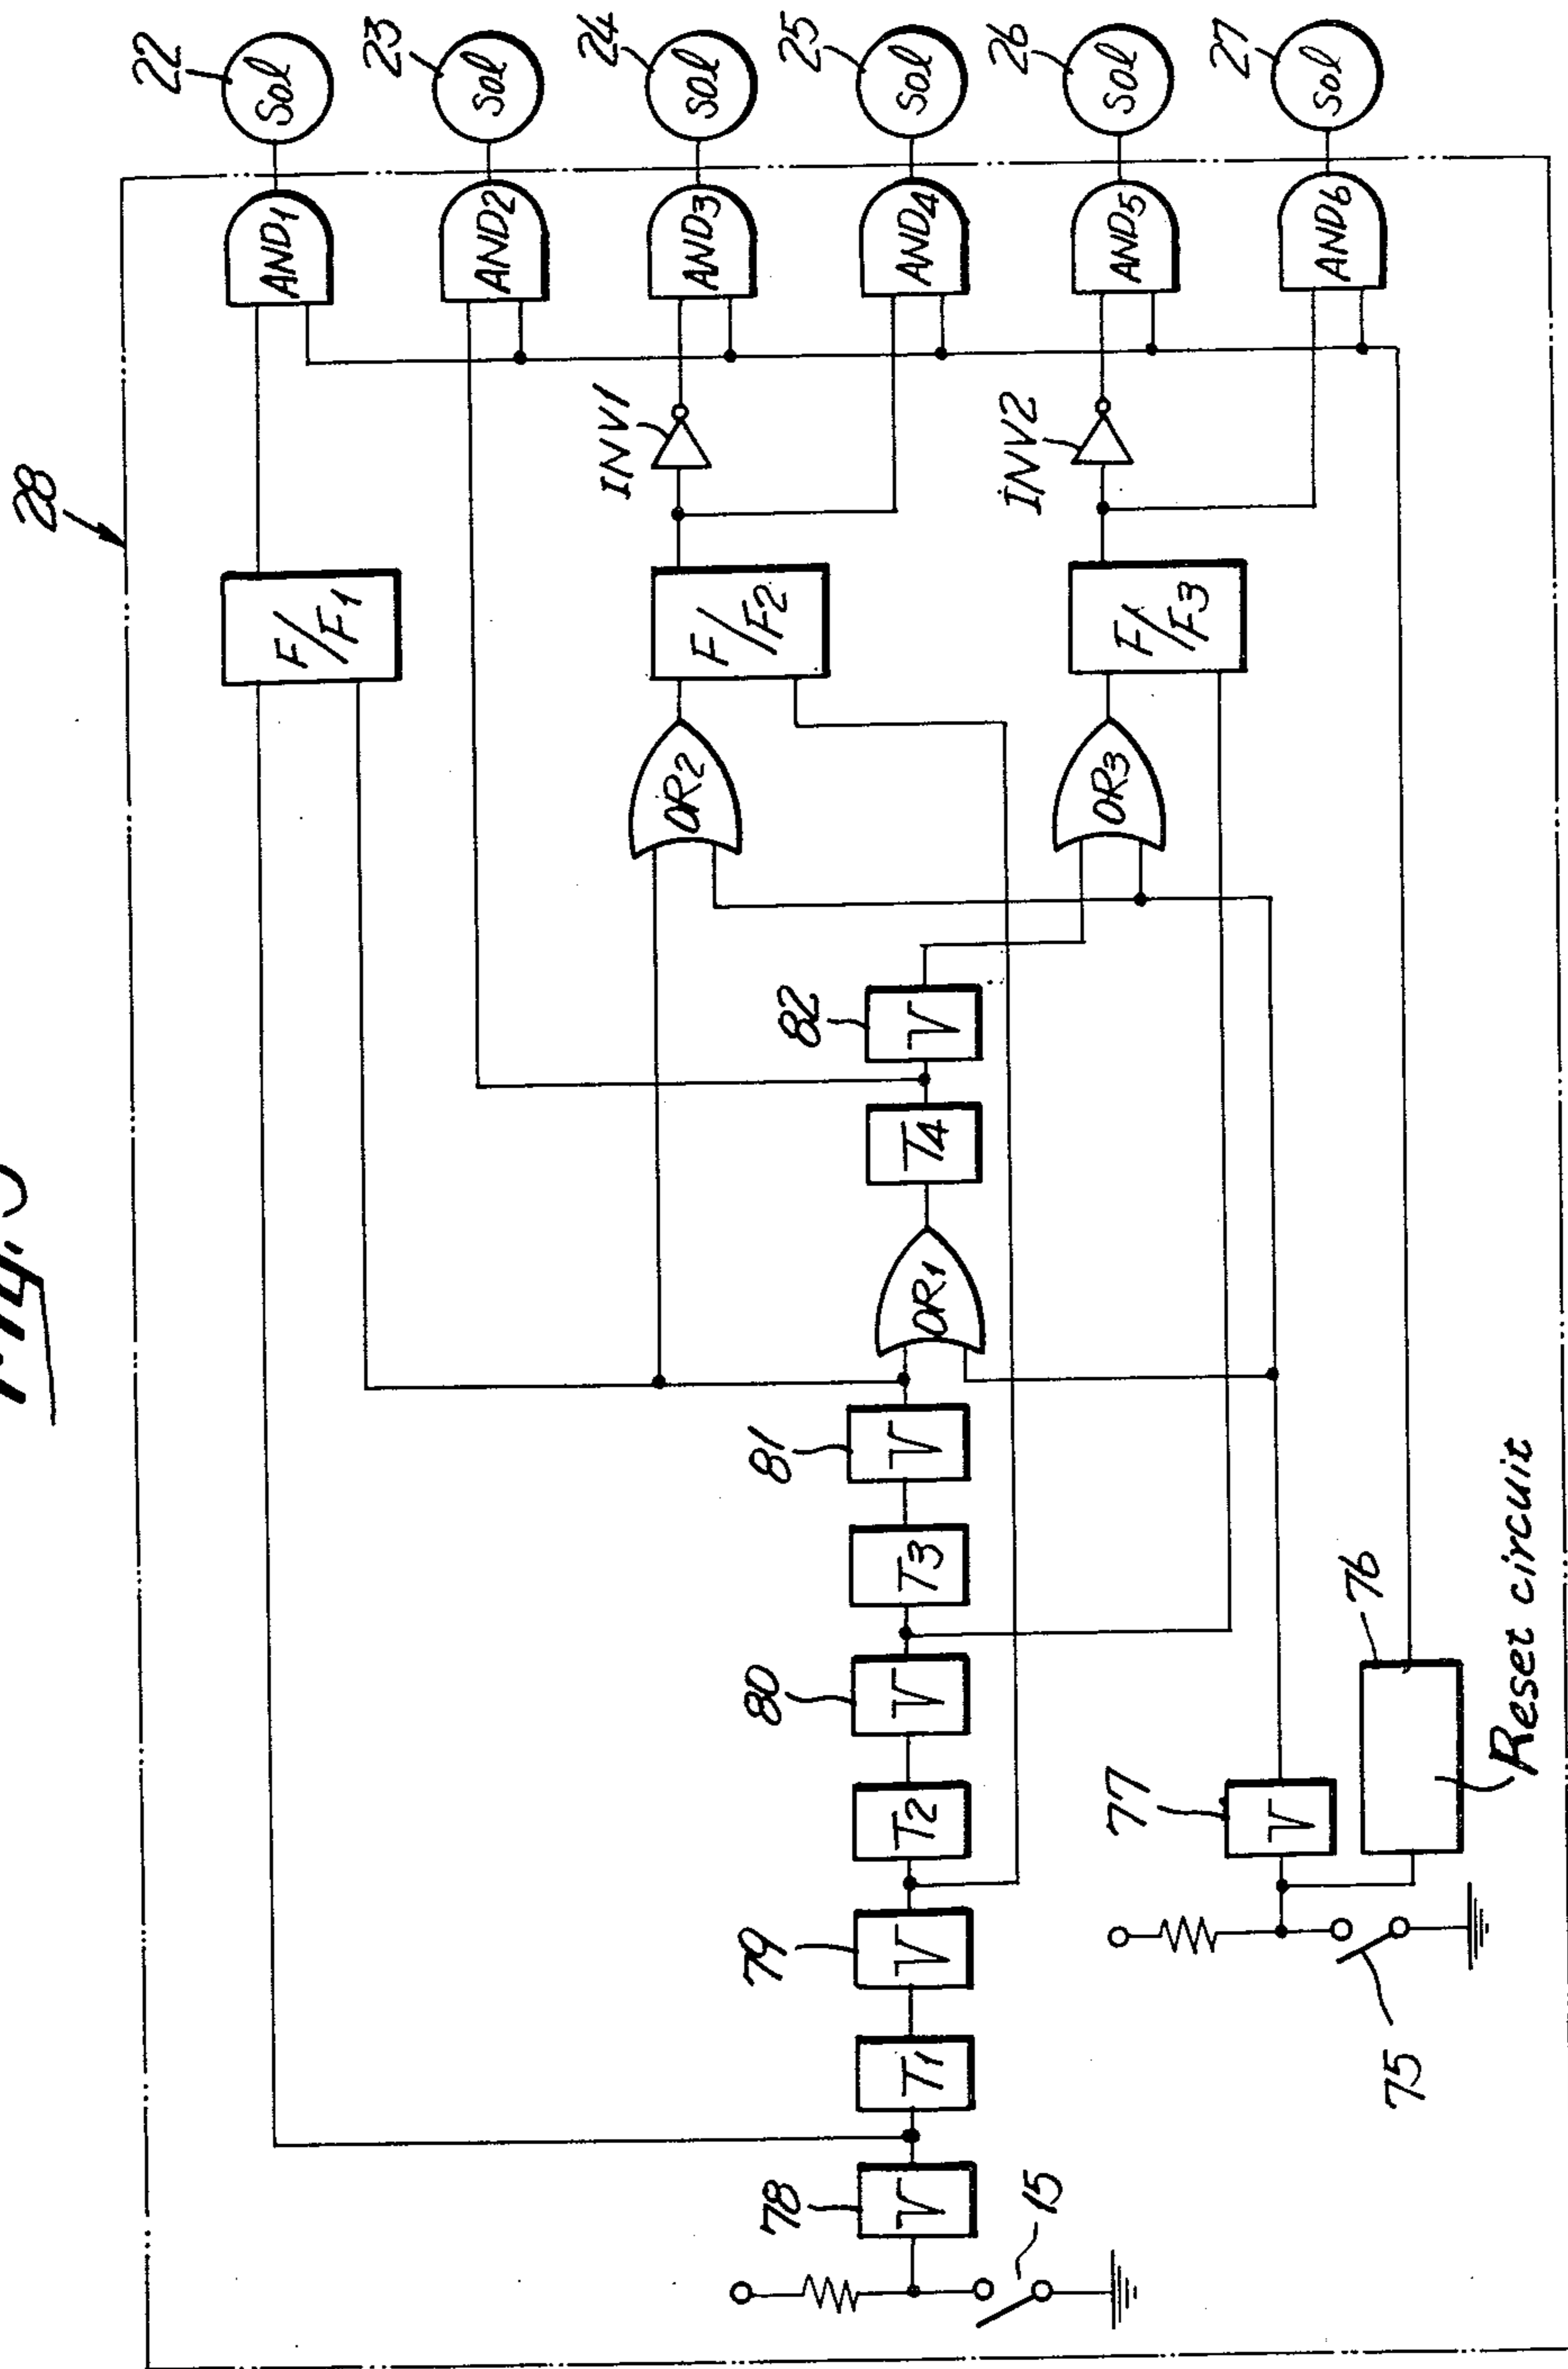 28
22
Sol
23
Sol
24
Sol
25
Sol
26
Sol
27
Sol
AND1
AND2
AND3
AND4
AND5
AND6
INV1
INV2
F/F1
F/F2
F/F3
OR2
OR3
82
T4
OR1
81
T3
80
T2
79
T1
78
15
77
76
Reset circuit
75